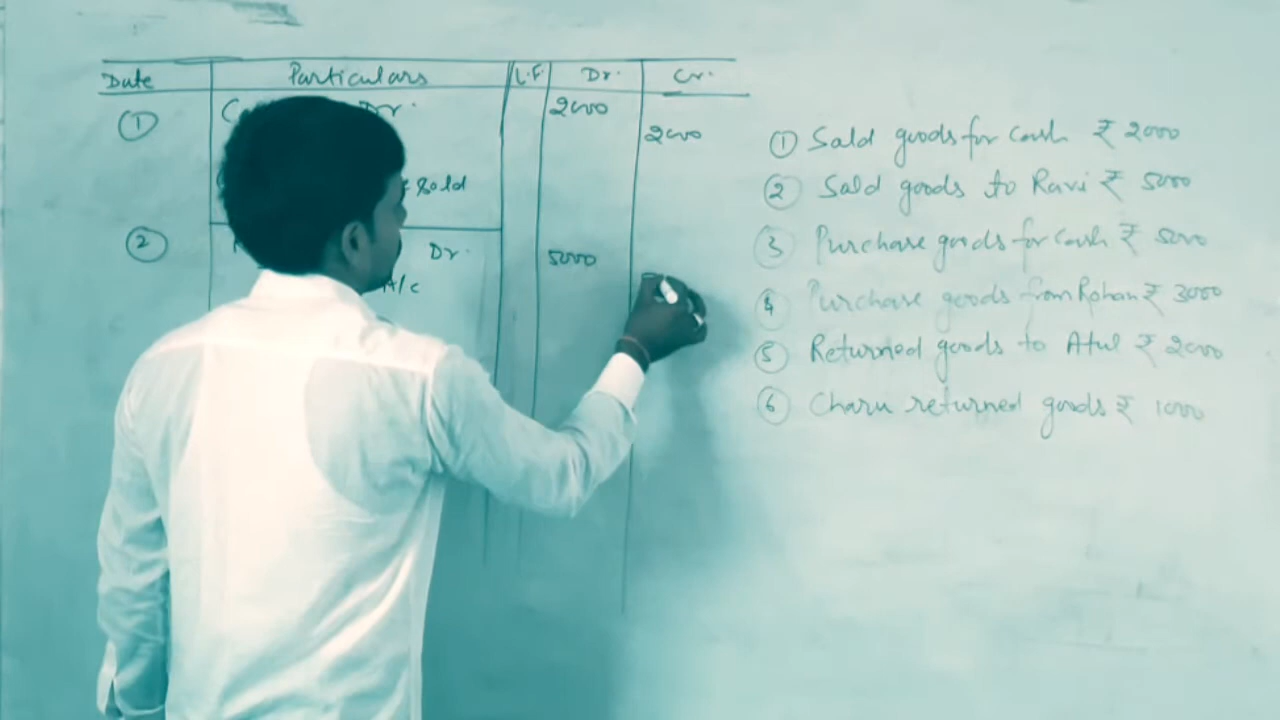 Date Particulars L.F. Dr. Cr.
① Dr. 2000
2000
Sold
② Dr. 5000
A/c
① Sald goods for Cash ₹ 2000
② Sald goods to Ravi ₹ 5000
③ Purchase goods for Cash ₹ 5000
④ Purchase goods from Rohan ₹ 3000
⑤ Returned goods to Atul ₹ 2000
⑥ Charu returned goods ₹ 1000